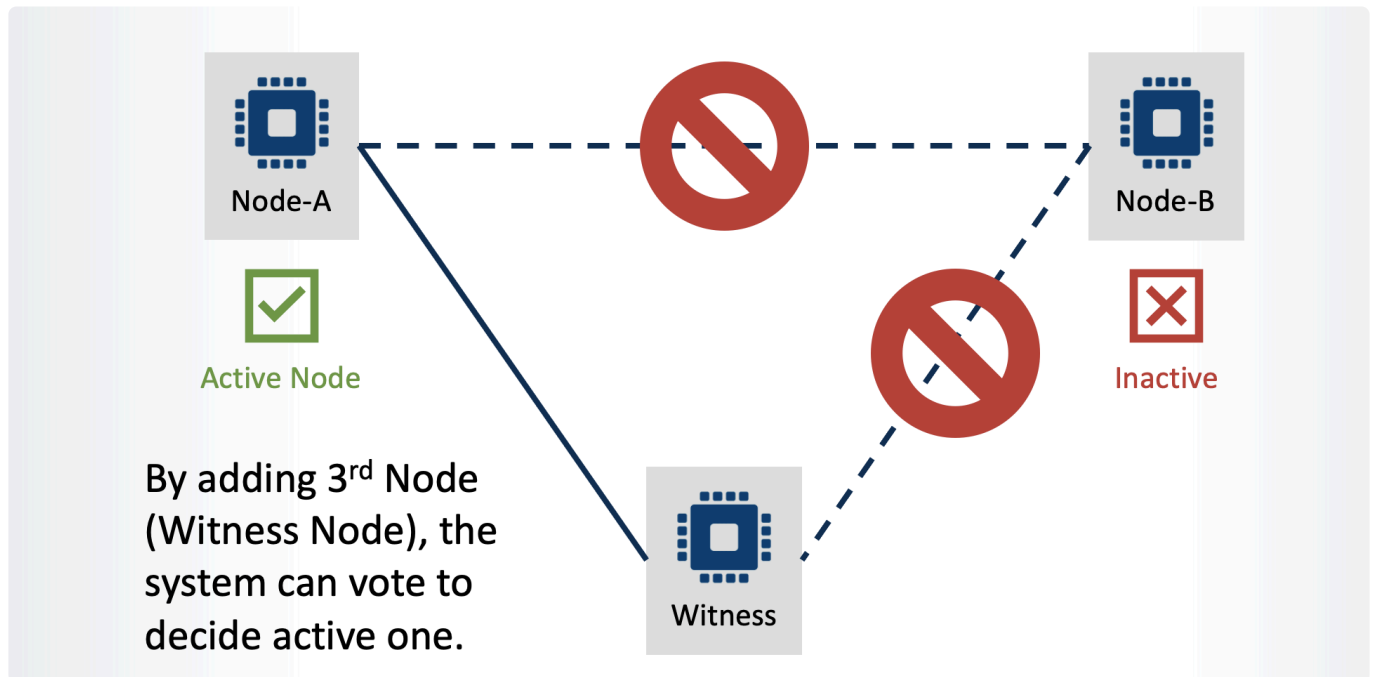 Node-A
Node-B
Active Node
Inactive
By adding 3rd Node
(Witness Node), the
system can vote to
decide active one.
Witness